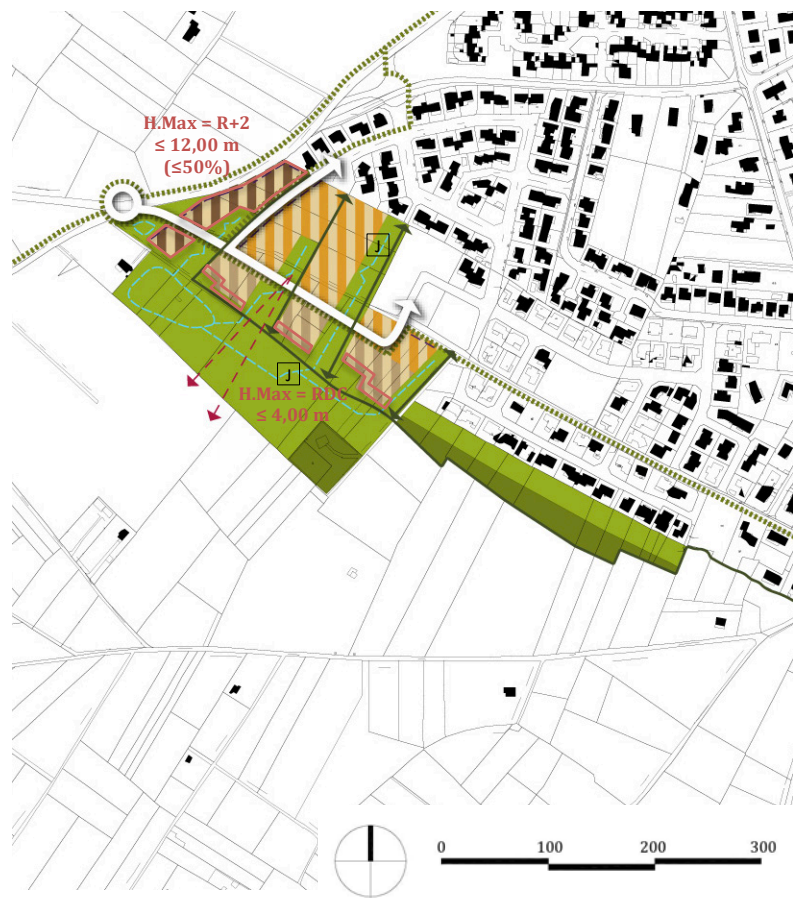 H.Max = R+2
≤ 12,00 m
(≤50%)
J
J
H.Max = RDC
≤ 4,00 m
0 100 200 300